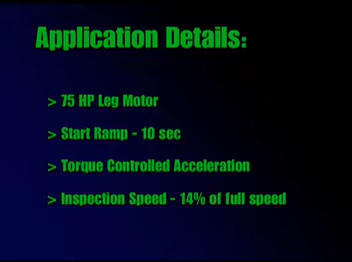 Application Details:
> 75 HP Leg Motor
> Start Ramp - 10 sec
> Torque Controlled Acceleration
> Inspection Speed - 14% of full speed